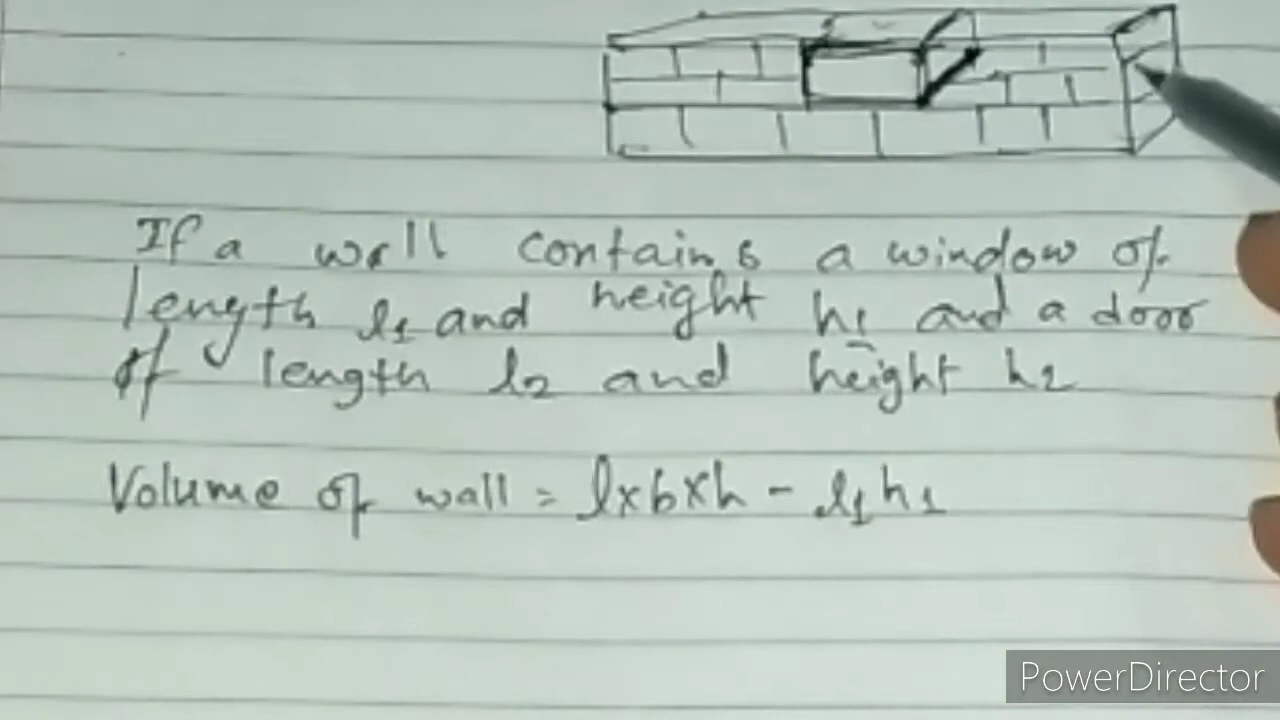 If a wall contains a window of
length l1 and height h1 and a door
of length l2 and height h2
Volume of wall = l×b×h - l1h1
PowerDirector